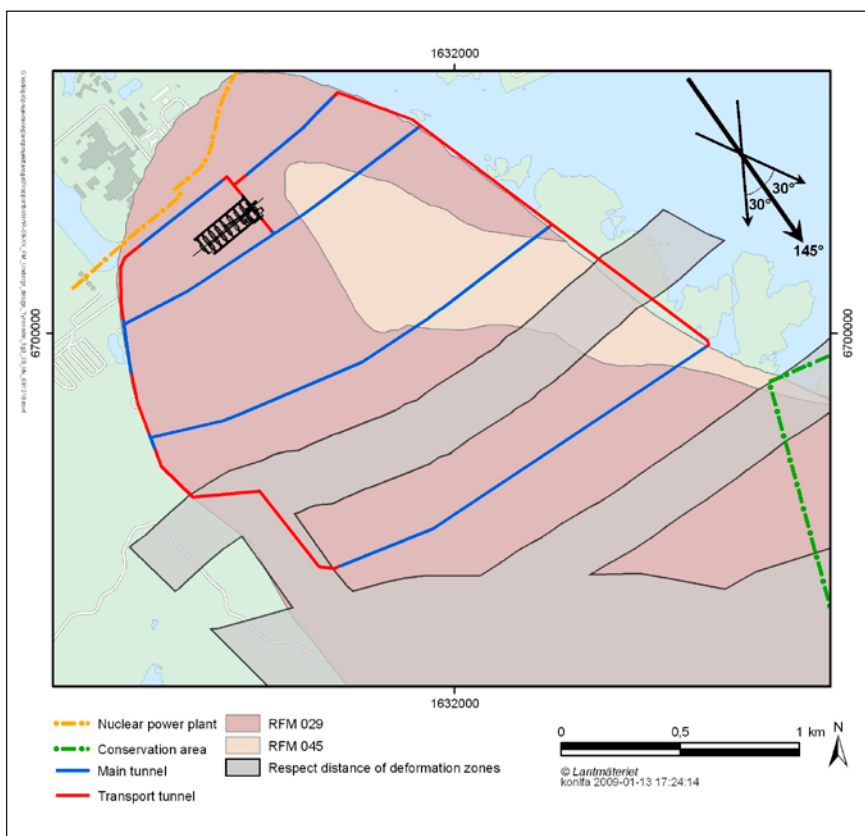 1632000
30°
30°
145°
6700000
6700000
1632000
Nuclear power plant
Conservation area
Main tunnel
Transport tunnel
RFM 029
RFM 045
Respect distance of deformation zones
0 0,5 1 km
N
© Lantmäteriet
konlfa 2009-01-13 17:24:14